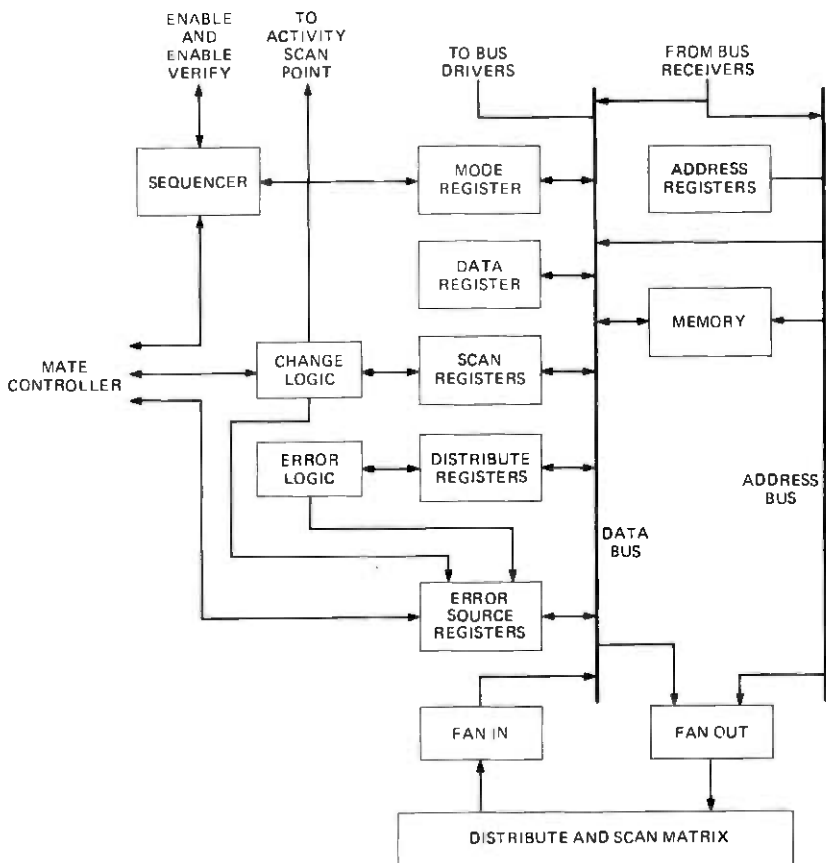 ENABLE
AND
ENABLE
VERIFY
TO
ACTIVITY
SCAN
POINT
TO BUS
DRIVERS
FROM BUS
RECEIVERS
SEQUENCER
MODE
REGISTER
ADDRESS
REGISTERS
DATA
REGISTER
MEMORY
MATE
CONTROLLER
CHANGE
LOGIC
SCAN
REGISTERS
ERROR
LOGIC
DISTRIBUTE
REGISTERS
ADDRESS
BUS
DATA
BUS
ERROR
SOURCE
REGISTERS
FAN IN
FAN OUT
DISTRIBUTE AND SCAN MATRIX